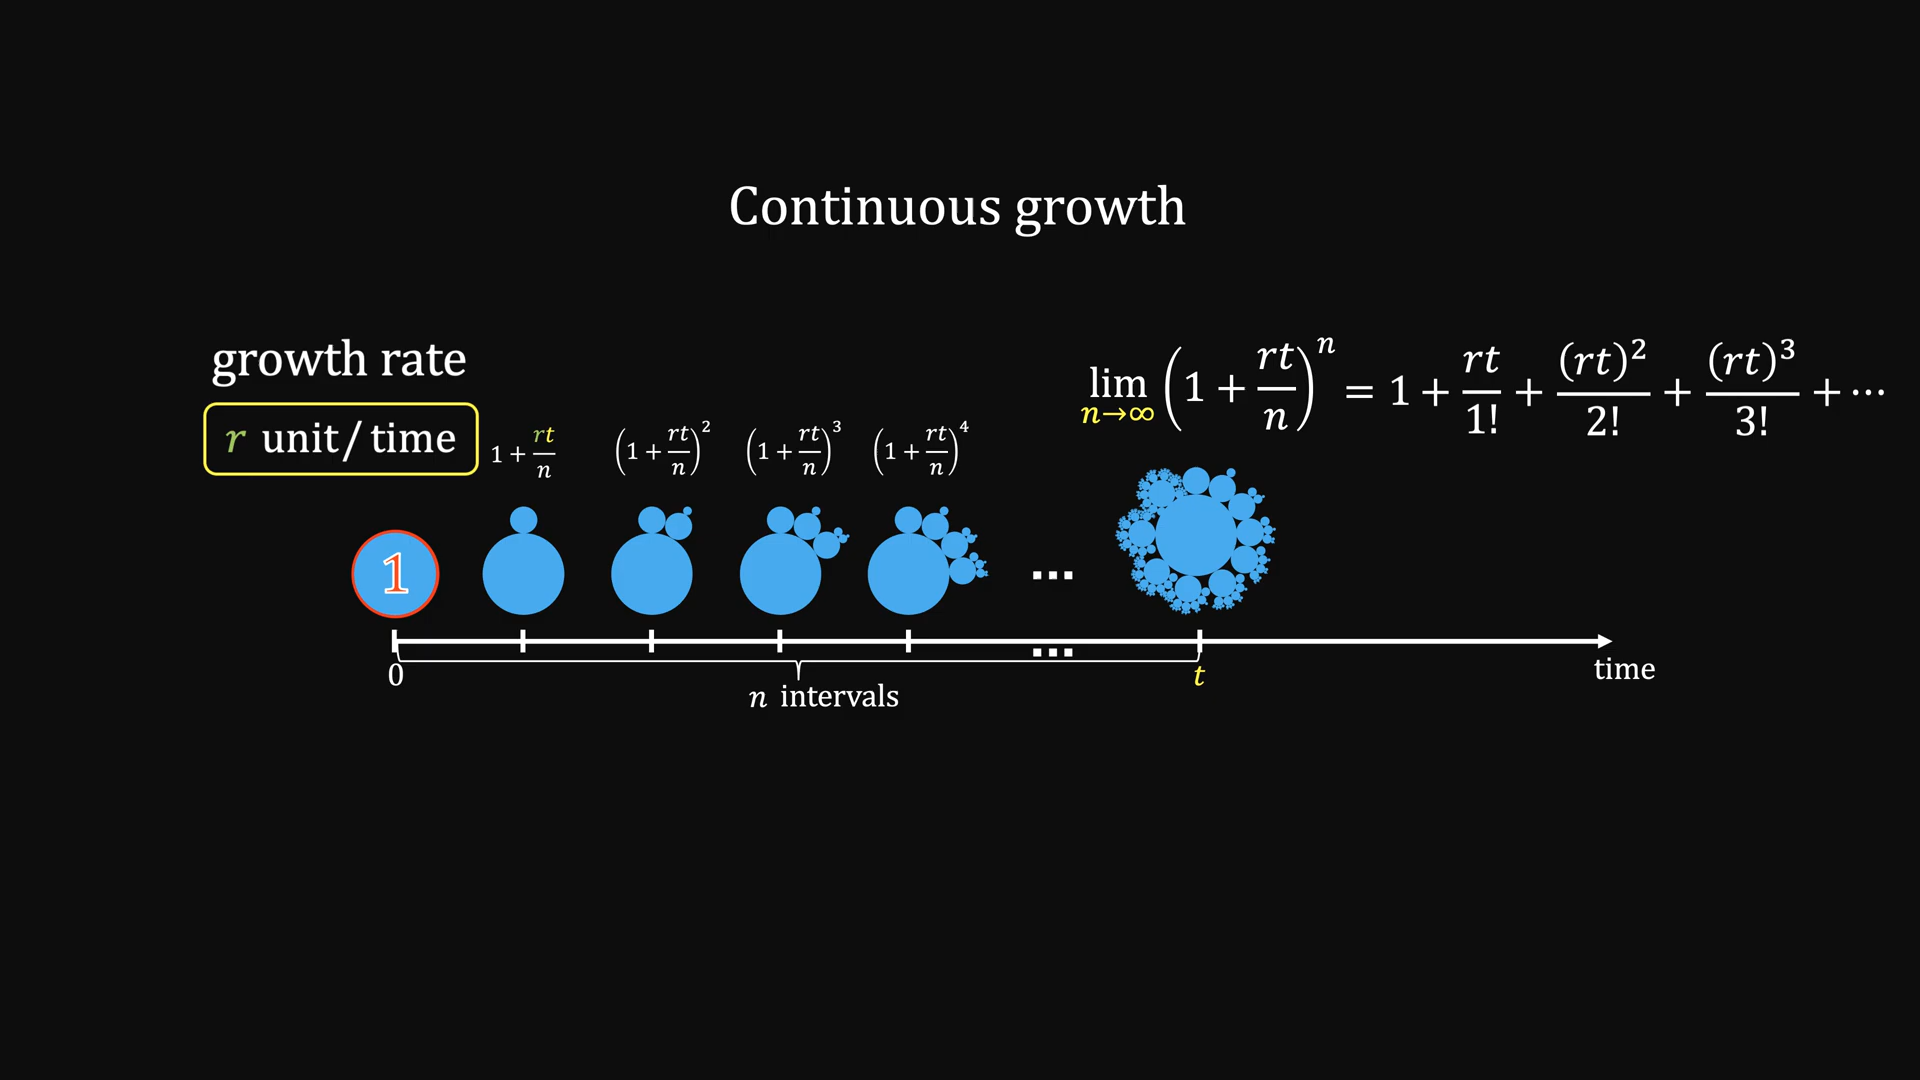 Continuous growth
growth rate
r unit/time
1 + rt/n
(1 + rt/n)^2
(1 + rt/n)^3
(1 + rt/n)^4
lim n→∞ (1 + rt/n)^n = 1 + rt/1! + (rt)^2/2! + (rt)^3/3! + ⋯
1
...
0
...
t
time
n intervals